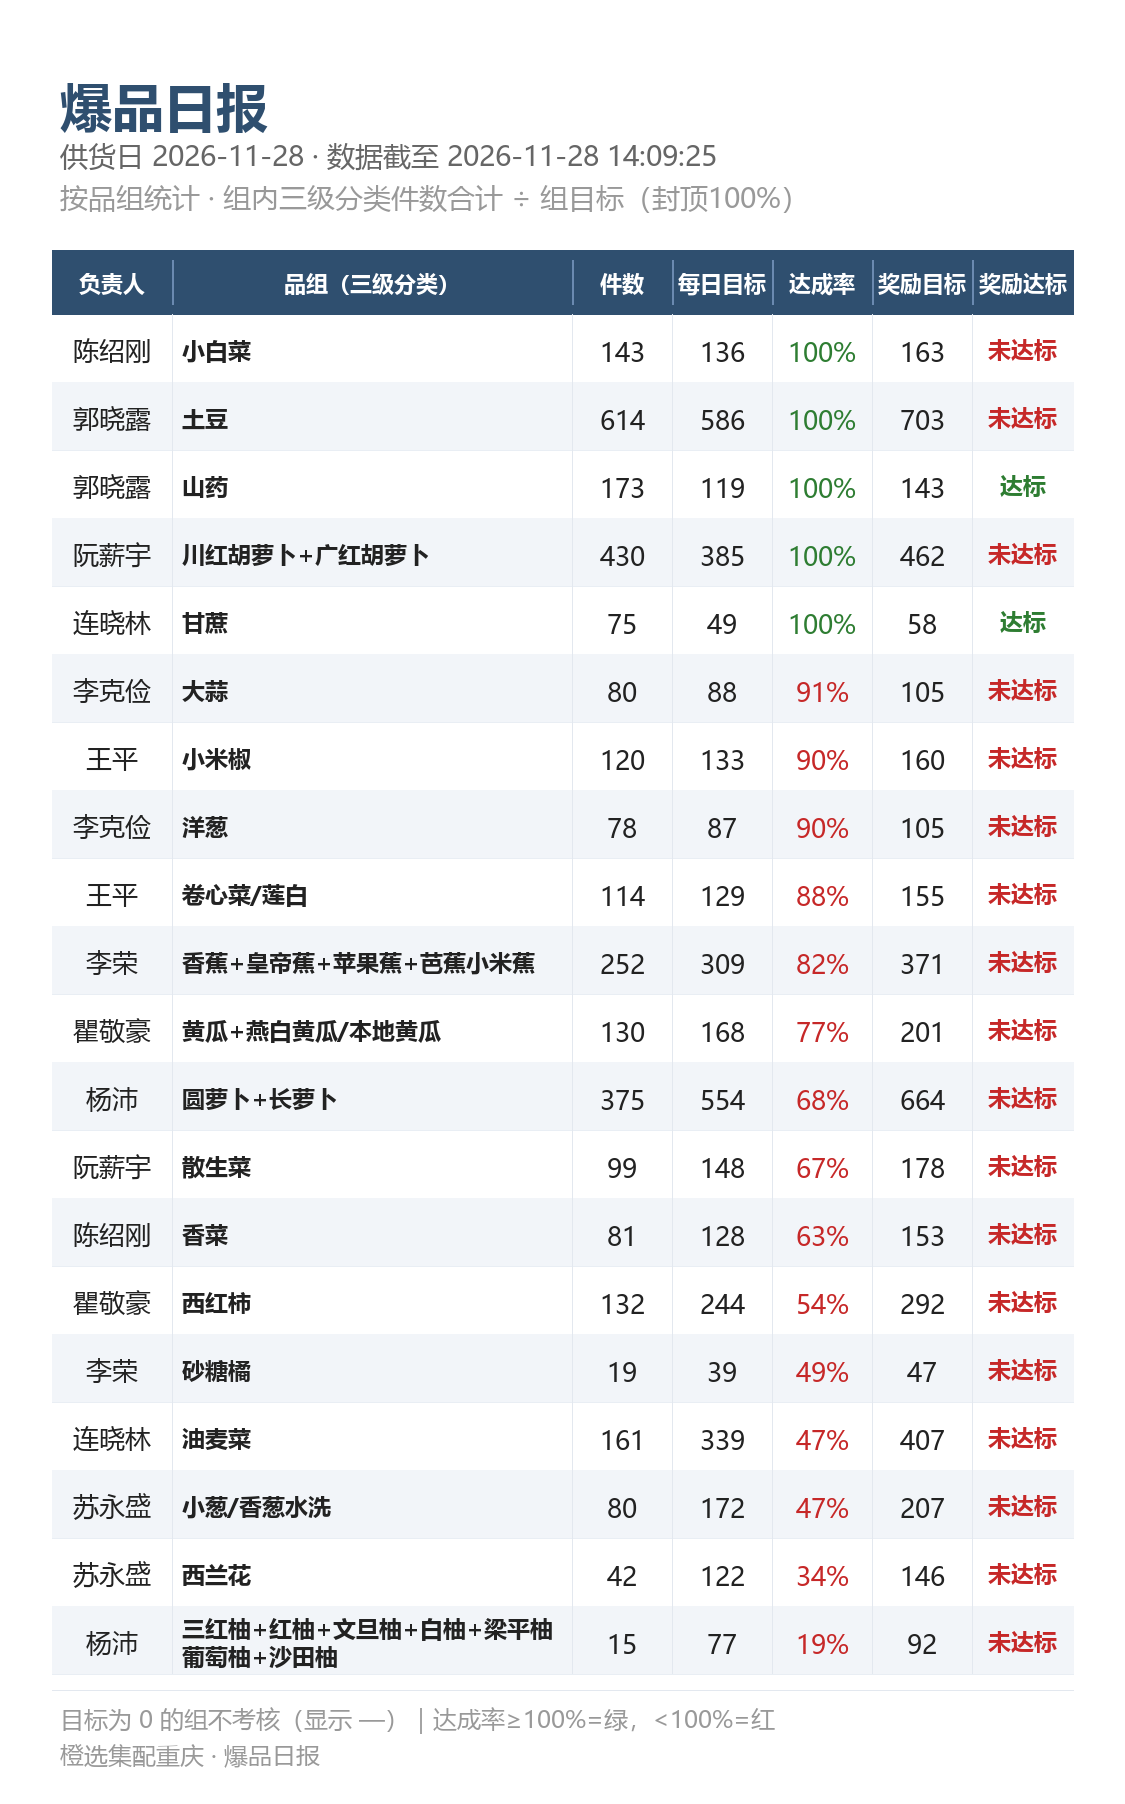 爆品日报
供货日 2026-11-28 · 数据截至 2026-11-28 14:09:25
按品组统计 · 组内三级分类件数合计 ÷ 组目标（封顶100%）
负责人 品组（三级分类） 件数 每日目标 达成率 奖励目标 奖励达标
陈绍刚 小白菜 143 136 100% 163 未达标
郭晓露 土豆 614 586 100% 703 未达标
郭晓露 山药 173 119 100% 143 达标
阮薪宇 川红胡萝卜+广红胡萝卜 430 385 100% 462 未达标
连晓林 甘蔗 75 49 100% 58 达标
李克俭 大蒜 80 88 91% 105 未达标
王平 小米椒 120 133 90% 160 未达标
李克俭 洋葱 78 87 90% 105 未达标
王平 卷心菜/莲白 114 129 88% 155 未达标
李荣 香蕉+皇帝蕉+苹果蕉+芭蕉小米蕉 252 309 82% 371 未达标
瞿敬豪 黄瓜+燕白黄瓜/本地黄瓜 130 168 77% 201 未达标
杨沛 圆萝卜+长萝卜 375 554 68% 664 未达标
阮薪宇 散生菜 99 148 67% 178 未达标
陈绍刚 香菜 81 128 63% 153 未达标
瞿敬豪 西红柿 132 244 54% 292 未达标
李荣 砂糖橘 19 39 49% 47 未达标
连晓林 油麦菜 161 339 47% 407 未达标
苏永盛 小葱/香葱水洗 80 172 47% 207 未达标
苏永盛 西兰花 42 122 34% 146 未达标
杨沛 三红柚+红柚+文旦柚+白柚+梁平柚 15 77 19% 92 未达标
葡萄柚+沙田柚
目标为 0 的组不考核（显示 —）｜达成率≥100%=绿，<100%=红
橙选集配重庆 · 爆品日报